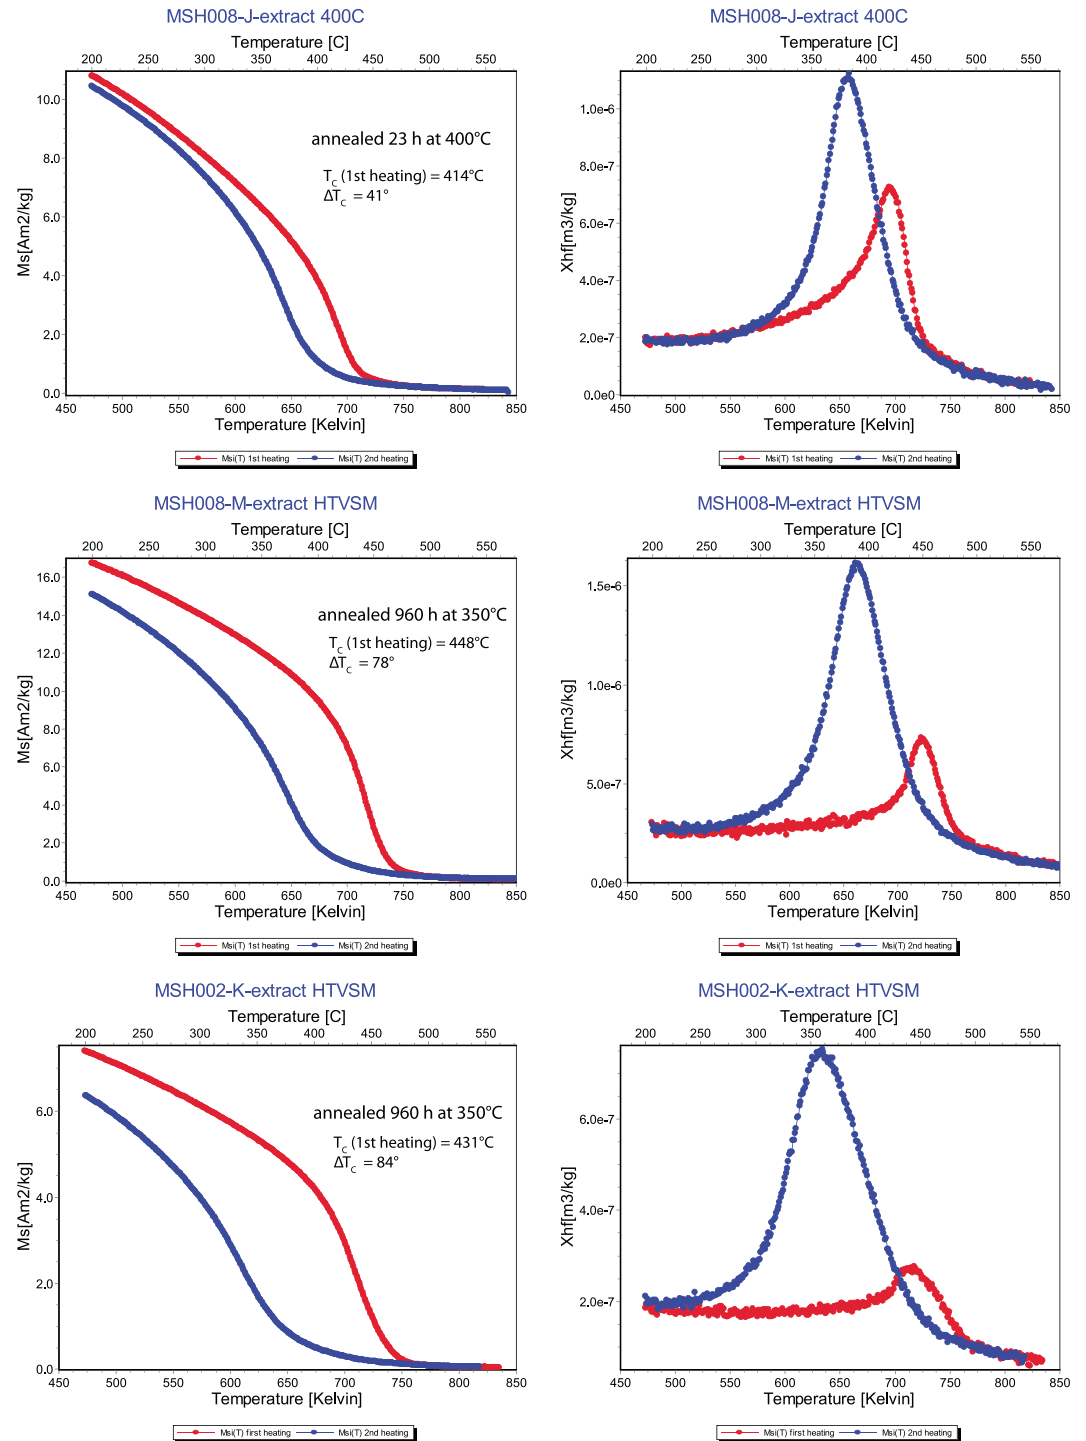 MSH008-J-extract 400C
Temperature [C]
200 250 300 350 400 450 500 550
10.0
8.0
6.0
4.0
2.0
0.0
Ms[Am2/kg]
annealed 23 h at 400°C
TC (1st heating) = 414°C
ΔTC = 41°
450 500 550 600 650 700 750 800 850
Temperature [Kelvin]
Msi(T) 1st heating Msi(T) 2nd heating
MSH008-J-extract 400C
Temperature [C]
200 250 300 350 400 450 500 550
1.0e-6
8.0e-7
6.0e-7
4.0e-7
2.0e-7
0.0e0
Xhf[m3/kg]
450 500 550 600 650 700 750 800 850
Temperature [Kelvin]
Msi(T) 1st heating Msi(T) 2nd heating
MSH008-M-extract HTVSM
Temperature [C]
200 250 300 350 400 450 500 550
16.0
14.0
12.0
10.0
8.0
6.0
4.0
2.0
0.0
Ms[Am2/kg]
annealed 960 h at 350°C
TC (1st heating) = 448°C
ΔTC = 78°
450 500 550 600 650 700 750 800 850
Temperature [Kelvin]
Msi(T) 1st heating Msi(T) 2nd heating
MSH008-M-extract HTVSM
Temperature [C]
200 250 300 350 400 450 500 550
1.5e-6
1.0e-6
5.0e-7
0.0e0
Xhf[m3/kg]
450 500 550 600 650 700 750 800 850
Temperature [Kelvin]
Msi(T) 1st heating Msi(T) 2nd heating
MSH002-K-extract HTVSM
Temperature [C]
200 250 300 350 400 450 500 550
6.0
4.0
2.0
0.0
Ms[Am2/kg]
annealed 960 h at 350°C
TC (1st heating) = 431°C
ΔTC = 84°
450 500 550 600 650 700 750 800 850
Temperature [Kelvin]
Msi(T) first heating Msi(T) 2nd heating
MSH002-K-extract HTVSM
Temperature [C]
200 250 300 350 400 450 500 550
6.0e-7
4.0e-7
2.0e-7
Xhf[m3/kg]
450 500 550 600 650 700 750 800 850
Temperature [Kelvin]
Msi(T) first heating Msi(T) 2nd heating